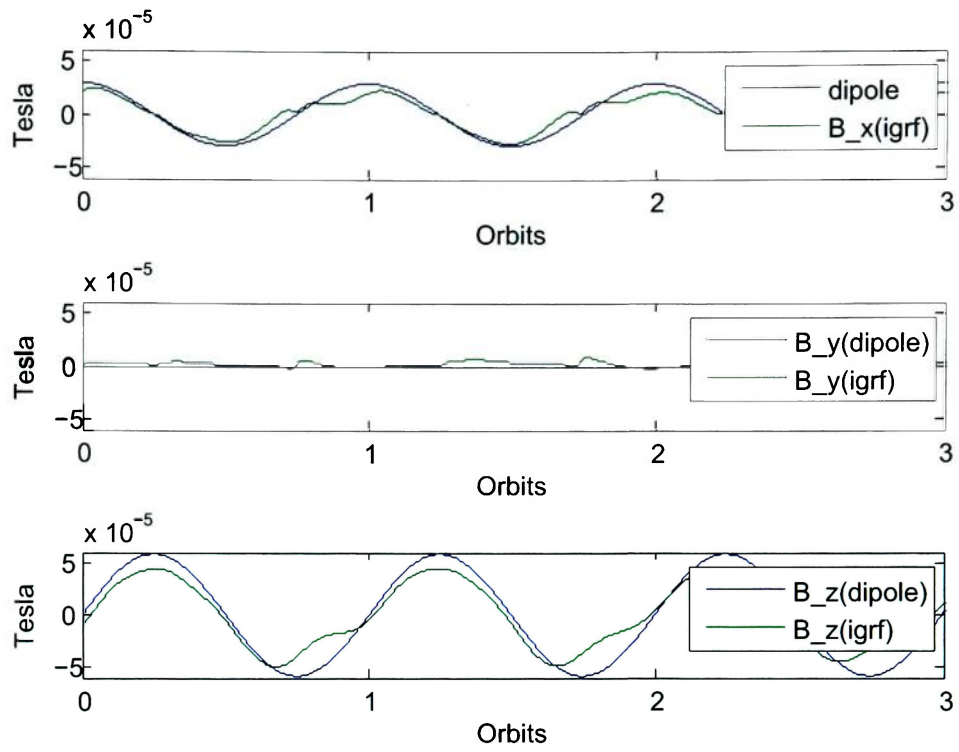 x 10−5
5
0
−5
Tesla
dipole
B_x(igrf)
0 1 2 3
Orbits
x 10−5
5
0
−5
Tesla
B_y(dipole)
B_y(igrf)
0 1 2 3
Orbits
x 10−5
5
0
−5
Tesla
B_z(dipole)
B_z(igrf)
0 1 2 3
Orbits